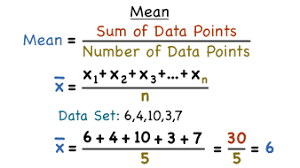 Mean
Mean = Sum of Data Points / Number of Data Points
x̄ = x₁+x₂+x₃+...+xₙ / n
Data Set: 6,4,10,3,7
x̄ = 6+4+10+3+7 / 5 = 30 / 5 = 6